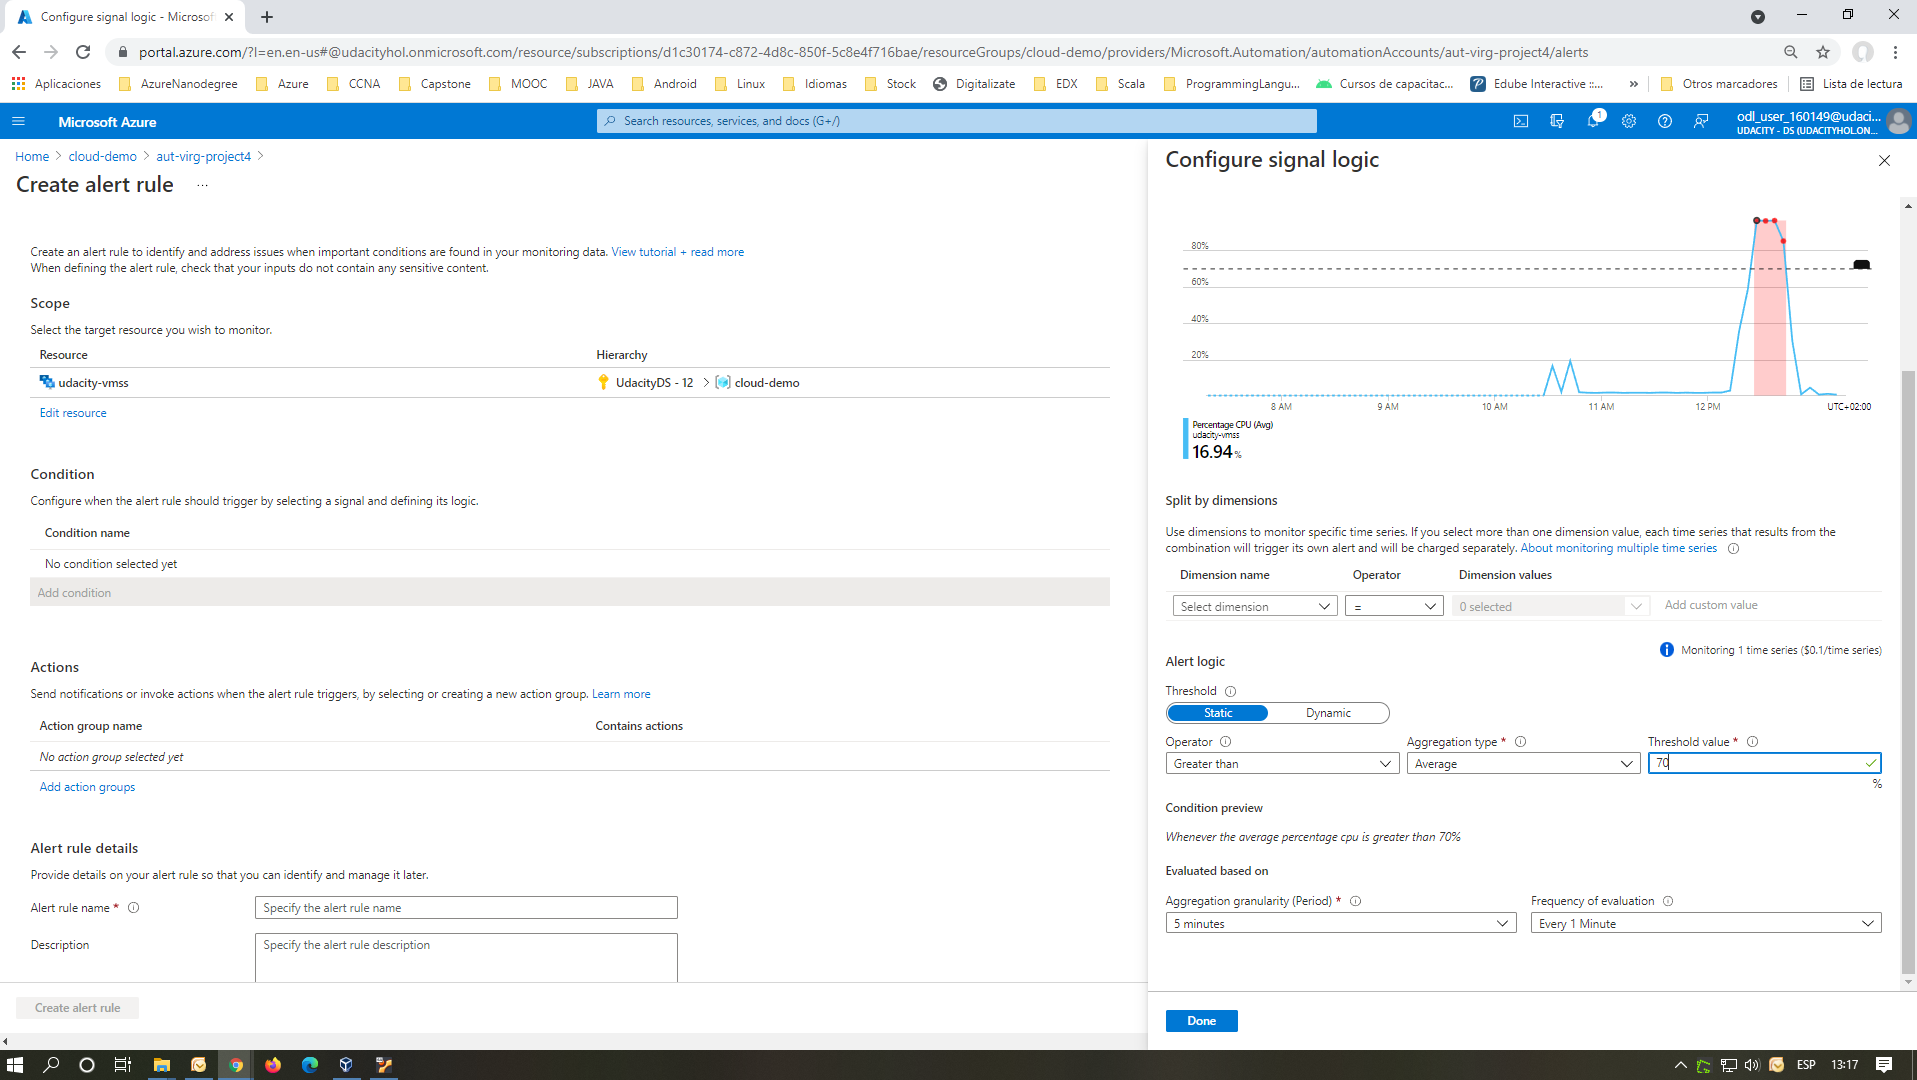 Configure signal logic - Microsof
portal.azure.com/?l=en.en-us#@udacityhol.onmicrosoft.com/resource/subscriptions/d1c30174-c872-4d8c-850f-5c8e4f716bae/resourceGroups/cloud-demo/providers/Microsoft.Automation/automationAccounts/aut-virg-project4/alerts
Aplicaciones AzureNanodegree Azure CCNA Capstone MOOC JAVA Android Linux Idiomas Stock Digitalizate EDX Scala ProgrammingLangu... Cursos de capacitac... Edube Interactive ::... » Otros marcadores Lista de lectura
Microsoft Azure
Search resources, services, and docs (G+/)
1
odl_user_160149@udaci...
UDACITY - DS (UDACITYHOL.ON...
Home > cloud-demo > aut-virg-project4 >
Create alert rule ...
Create an alert rule to identify and address issues when important conditions are found in your monitoring data. View tutorial + read more
When defining the alert rule, check that your inputs do not contain any sensitive content.
Scope
Select the target resource you wish to monitor.
Resource Hierarchy
udacity-vmss UdacityDS - 12 > cloud-demo
Edit resource
Condition
Configure when the alert rule should trigger by selecting a signal and defining its logic.
Condition name
No condition selected yet
Add condition
Actions
Send notifications or invoke actions when the alert rule triggers, by selecting or creating a new action group. Learn more
Action group name Contains actions
No action group selected yet
Add action groups
Alert rule details
Provide details on your alert rule so that you can identify and manage it later.
Alert rule name * Specify the alert rule name
Description Specify the alert rule description
Create alert rule
Configure signal logic
80%
60%
40%
20%
8 AM 9 AM 10 AM 11 AM 12 PM UTC+02:00
Percentage CPU (Avg)
udacity-vmss
16.94 %
Split by dimensions
Use dimensions to monitor specific time series. If you select more than one dimension value, each time series that results from the
combination will trigger its own alert and will be charged separately. About monitoring multiple time series
Dimension name Operator Dimension values
Select dimension = 0 selected Add custom value
Monitoring 1 time series ($0.1/time series)
Alert logic
Threshold
Static Dynamic
Operator Aggregation type * Threshold value *
Greater than Average 70
%
Condition preview
Whenever the average percentage cpu is greater than 70%
Evaluated based on
Aggregation granularity (Period) * Frequency of evaluation
5 minutes Every 1 Minute
Done
ESP 13:17